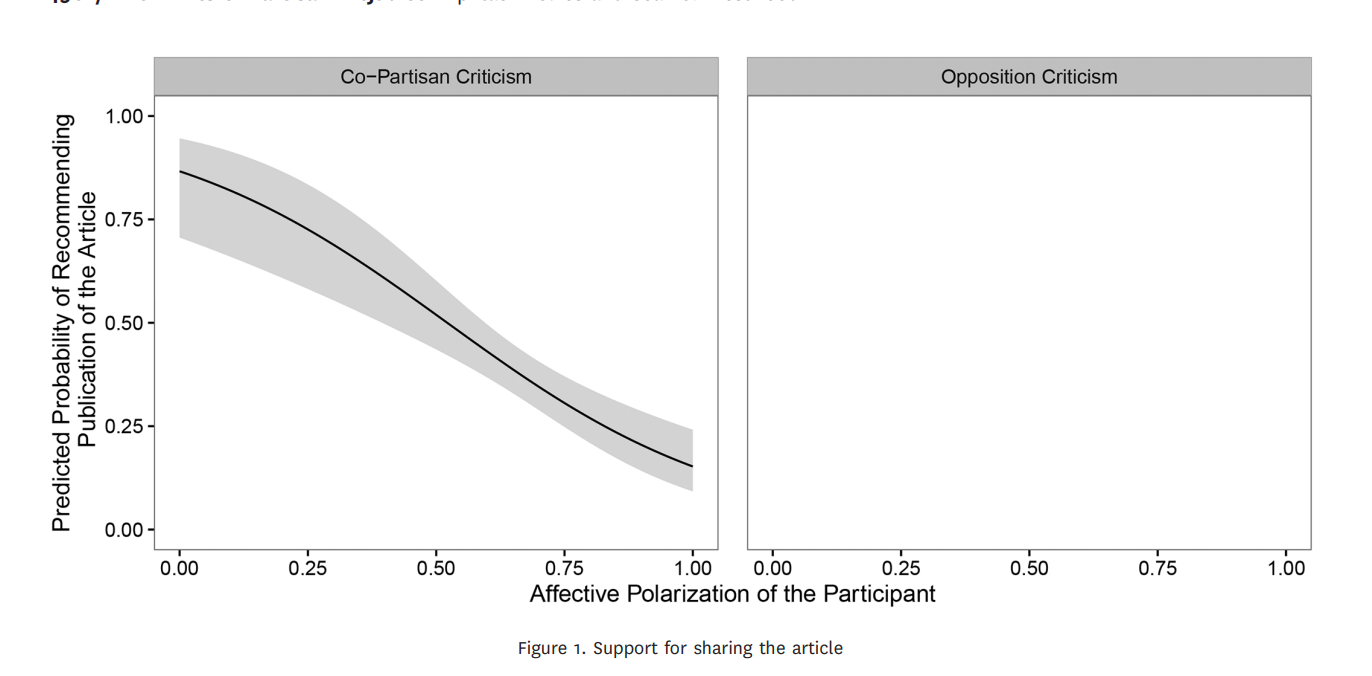 Co−Partisan Criticism
Opposition Criticism
Predicted Probability of Recommending
Publication of the Article
1.00
0.75
0.50
0.25
0.00
0.00 0.25 0.50 0.75 1.00
0.00 0.25 0.50 0.75 1.00
Affective Polarization of the Participant
Figure 1. Support for sharing the article